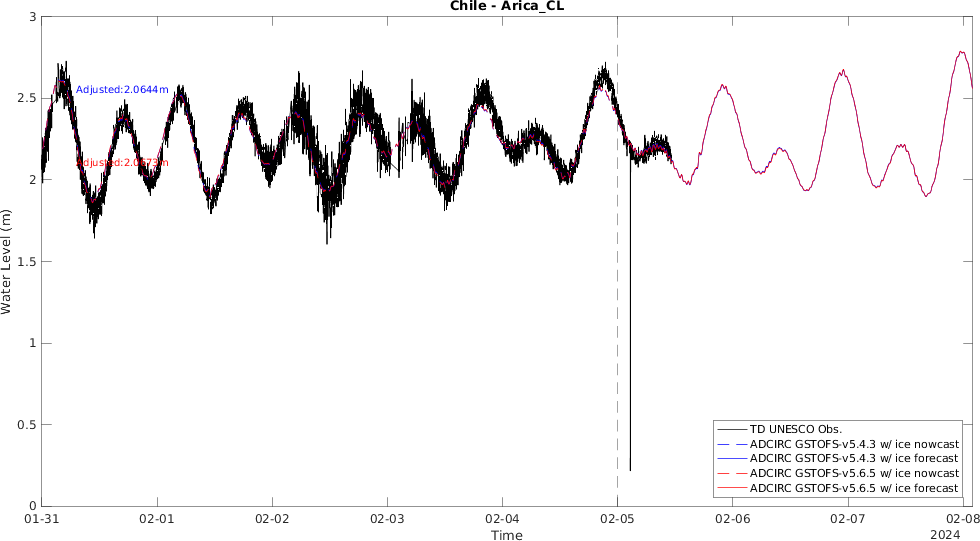 Chile - Arica_CL
3
2.5
2
1.5
1
0.5
0
Water Level (m)
Adjusted:2.0644m
TD UNESCO Obs.
ADCIRC GSTOFS-v5.4.3 w/ ice nowcast
ADCIRC GSTOFS-v5.4.3 w/ ice forecast
ADCIRC GSTOFS-v5.6.5 w/ ice nowcast
ADCIRC GSTOFS-v5.6.5 w/ ice forecast
01-31 02-01 02-02 02-03 02-04 02-05 02-06 02-07 02-08
Time
2024